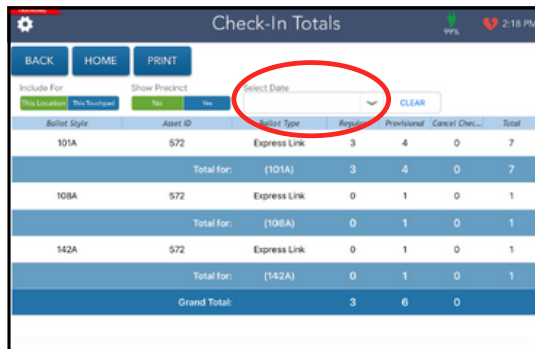 Check-In Totals
99%
2:18 PM
BACK HOME PRINT
Include For Show Precinct Select Date
This Location This Touchpad No Yes CLEAR
Ballot Style Asset ID Ballot Type Regular Provisional Cancel Chec... Total
101A 572 Express Link 3 4 0 7
Total for: (101A) 3 4 0 7
108A 572 Express Link 0 1 0 1
Total for: (108A) 0 1 0 1
142A 572 Express Link 0 1 0 1
Total for: (142A) 0 1 0 1
Grand Total: 3 6 0